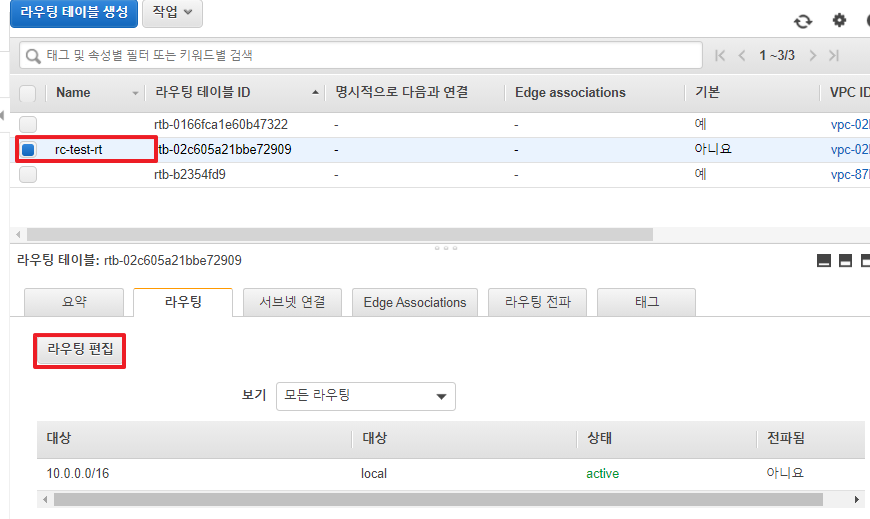 라우팅 테이블 생성 작업
태그 및 속성별 필터 또는 키워드별 검색 1 ~3/3
Name 라우팅 테이블 ID 명시적으로 다음과 연결 Edge associations 기본 VPC ID
rtb-0166fca1e60b47322 - - 예 vpc-02
rc-test-rt rtb-02c605a21bbe72909 - - 아니요 vpc-02
rtb-b2354fd9 - - 예 vpc-87
라우팅 테이블: rtb-02c605a21bbe72909
요약 라우팅 서브넷 연결 Edge Associations 라우팅 전파 태그
라우팅 편집
보기 모든 라우팅
대상 대상 상태 전파됨
10.0.0.0/16 local active 아니요